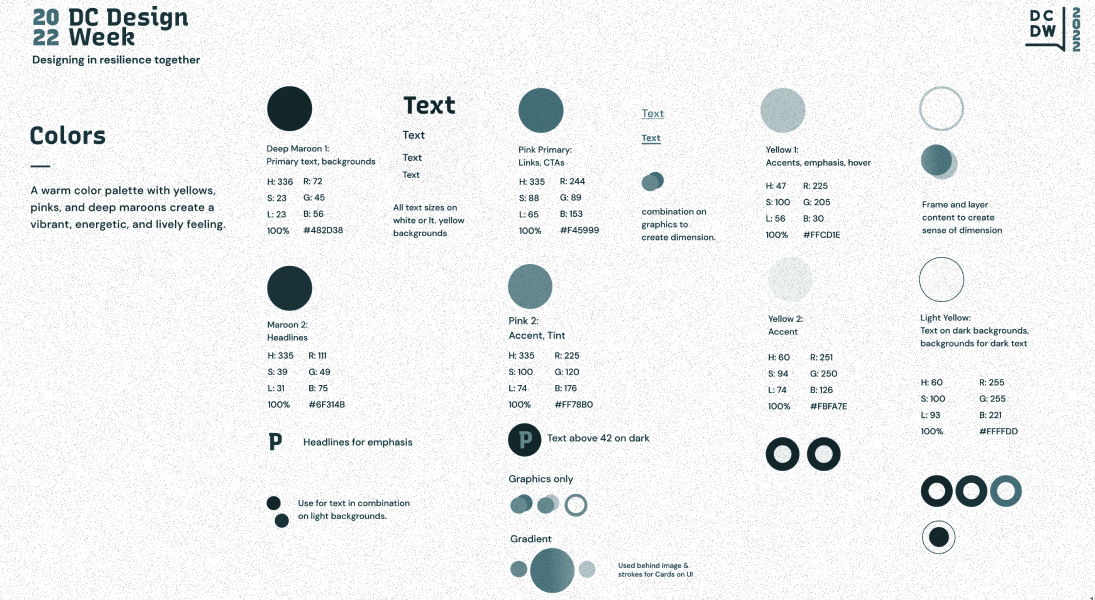 20 DC Design
22 Week
Designing in resilience together
DC
DW
2022
Colors
A warm color palette with yellows,
pinks, and deep maroons create a
vibrant, energetic, and lively feeling.
Deep Maroon 1:
Primary text, backgrounds
H: 336 R: 72
S: 23 G: 45
L: 23 B: 56
100% #482D38
Text
Text
Text
Text
All text sizes on
white or lt. yellow
backgrounds
Pink Primary:
Links, CTAs
H: 335 R: 244
S: 88 G: 89
L: 65 B: 153
100% #F45999
Text
Text
combination on
graphics to
create dimension.
Yellow 1:
Accents, emphasis, hover
H: 47 R: 225
S: 100 G: 205
L: 56 B: 30
100% #FFCD1E
Frame and layer
content to create
sense of dimension
Maroon 2:
Headlines
H: 335 R: 111
S: 39 G: 49
L: 31 B: 75
100% #6F314B
P Headlines for emphasis
Use for text in combination
on light backgrounds.
Pink 2:
Accent, Tint
H: 335 R: 225
S: 100 G: 120
L: 74 B: 176
100% #FF78B0
P Text above 42 on dark
Graphics only
Gradient
Used behind image &
strokes for Cards on UI
Yellow 2:
Accent
H: 60 R: 251
S: 94 G: 250
L: 74 B: 126
100% #FBFA7E
Light Yellow:
Text on dark backgrounds,
backgrounds for dark text
H: 60 R: 255
S: 100 G: 255
L: 93 B: 221
100% #FFFFDD